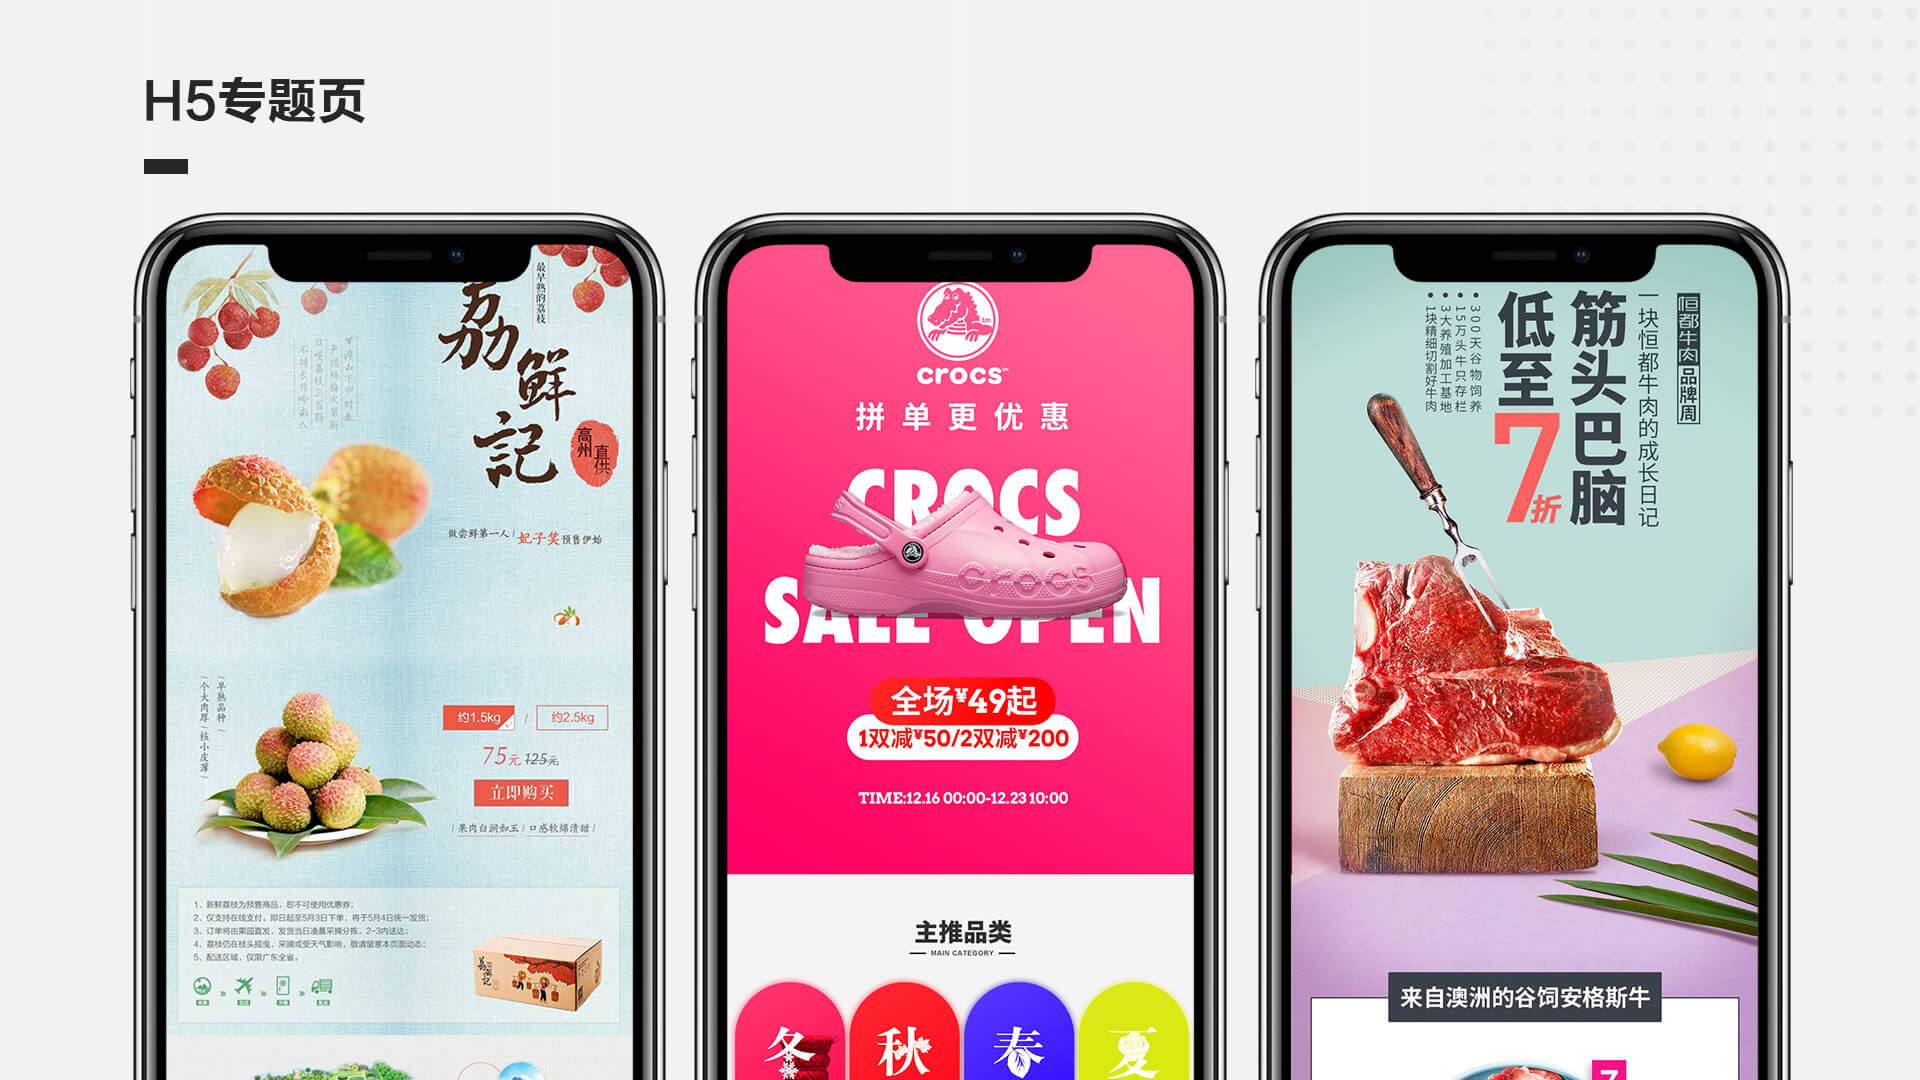 H5专题页
最早熟的荔枝
荔鲜記
高州
直供
做尝鲜第一人
妃子笑
预售伊始
早熟品种
个大肉厚
核小皮薄
约1.5kg
约2.5kg
75元
125元
立即购买
果肉白润如玉
口感软绵清甜
1、新鲜荔枝为预售商品，恕不可使用优惠券；
2、仅支持在线支付，即日起至5月3日下单，将于5月4日统一发货；
3、订单将由果园直发，发货当日凌晨采摘分拣，2-3内送达；
4、荔枝仍在枝头摇曳，采摘或受天气影响，敬请留意本页面动态；
5、配送区域，仅限广东全省。
荔鲜記
crocs
tm
拼单更优惠
CROCS
SALE OPEN
crocs
全场¥49起
1双减¥50/2双减¥200
TIME:12.16 00:00-12.23 10:00
主推品类
MAIN CATEGORY
冬
秋
春
夏
恒都牛肉品牌周
一块恒都牛肉的成长日记
筋头巴脑
低至
7折
300天谷物饲养
15万头牛只存栏
3大养殖加工基地
1块精细切割好牛肉
来自澳洲的谷饲安格斯牛
7